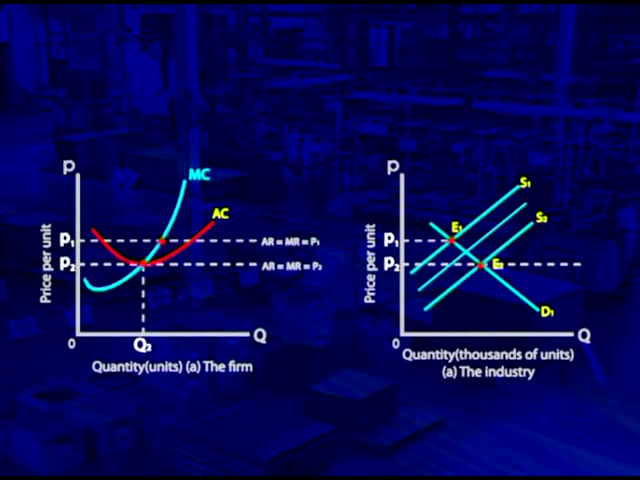 P
MC
AC
Price per unit
P₁
AR = MR = P₁
P₂
AR = MR = P₂
0
Q₂
Q
Quantity(units) (a) The firm
P
S₁
S₂
E₁
Price per unit
P₁
P₂
E₂
D₁
0
Q
Quantity(thousands of units)
(a) The industry